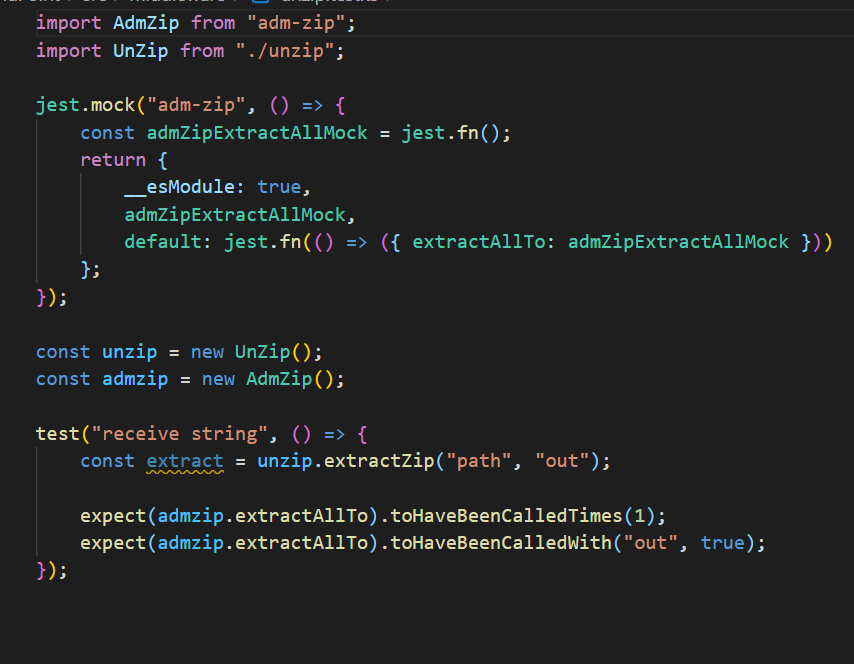 import AdmZip from "adm-zip";
import UnZip from "./unzip";
jest.mock("adm-zip", () => {
    const admZipExtractAllMock = jest.fn();
    return {
        __esModule: true,
        admZipExtractAllMock,
        default: jest.fn(() => ({ extractAllTo: admZipExtractAllMock }))
    };
});
const unzip = new UnZip();
const admzip = new AdmZip();
test("receive string", () => {
    const extract = unzip.extractZip("path", "out");
    expect(admzip.extractAllTo).toHaveBeenCalledTimes(1);
    expect(admzip.extractAllTo).toHaveBeenCalledWith("out", true);
});